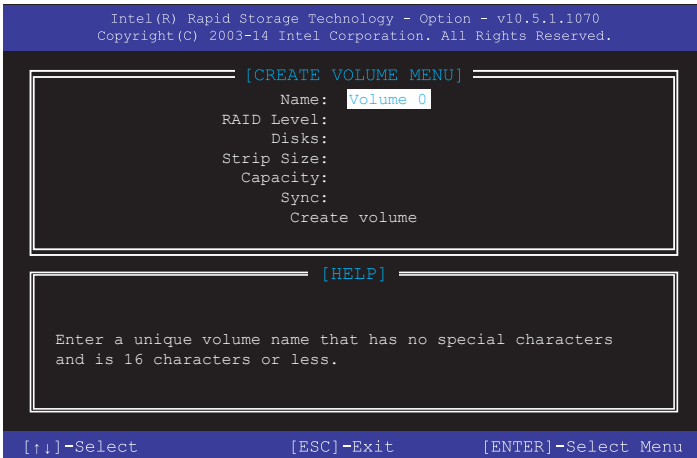 Intel(R) Rapid Storage Technology - Option - v10.5.1.1070
Copyright(C) 2003-14 Intel Corporation. All Rights Reserved.
[CREATE VOLUME MENU]
Name: Volume 0
RAID Level:
Disks:
Strip Size:
Capacity:
Sync:
Create volume
[HELP]
Enter a unique volume name that has no special characters
and is 16 characters or less.
[↑↓]-Select [ESC]-Exit [ENTER]-Select Menu